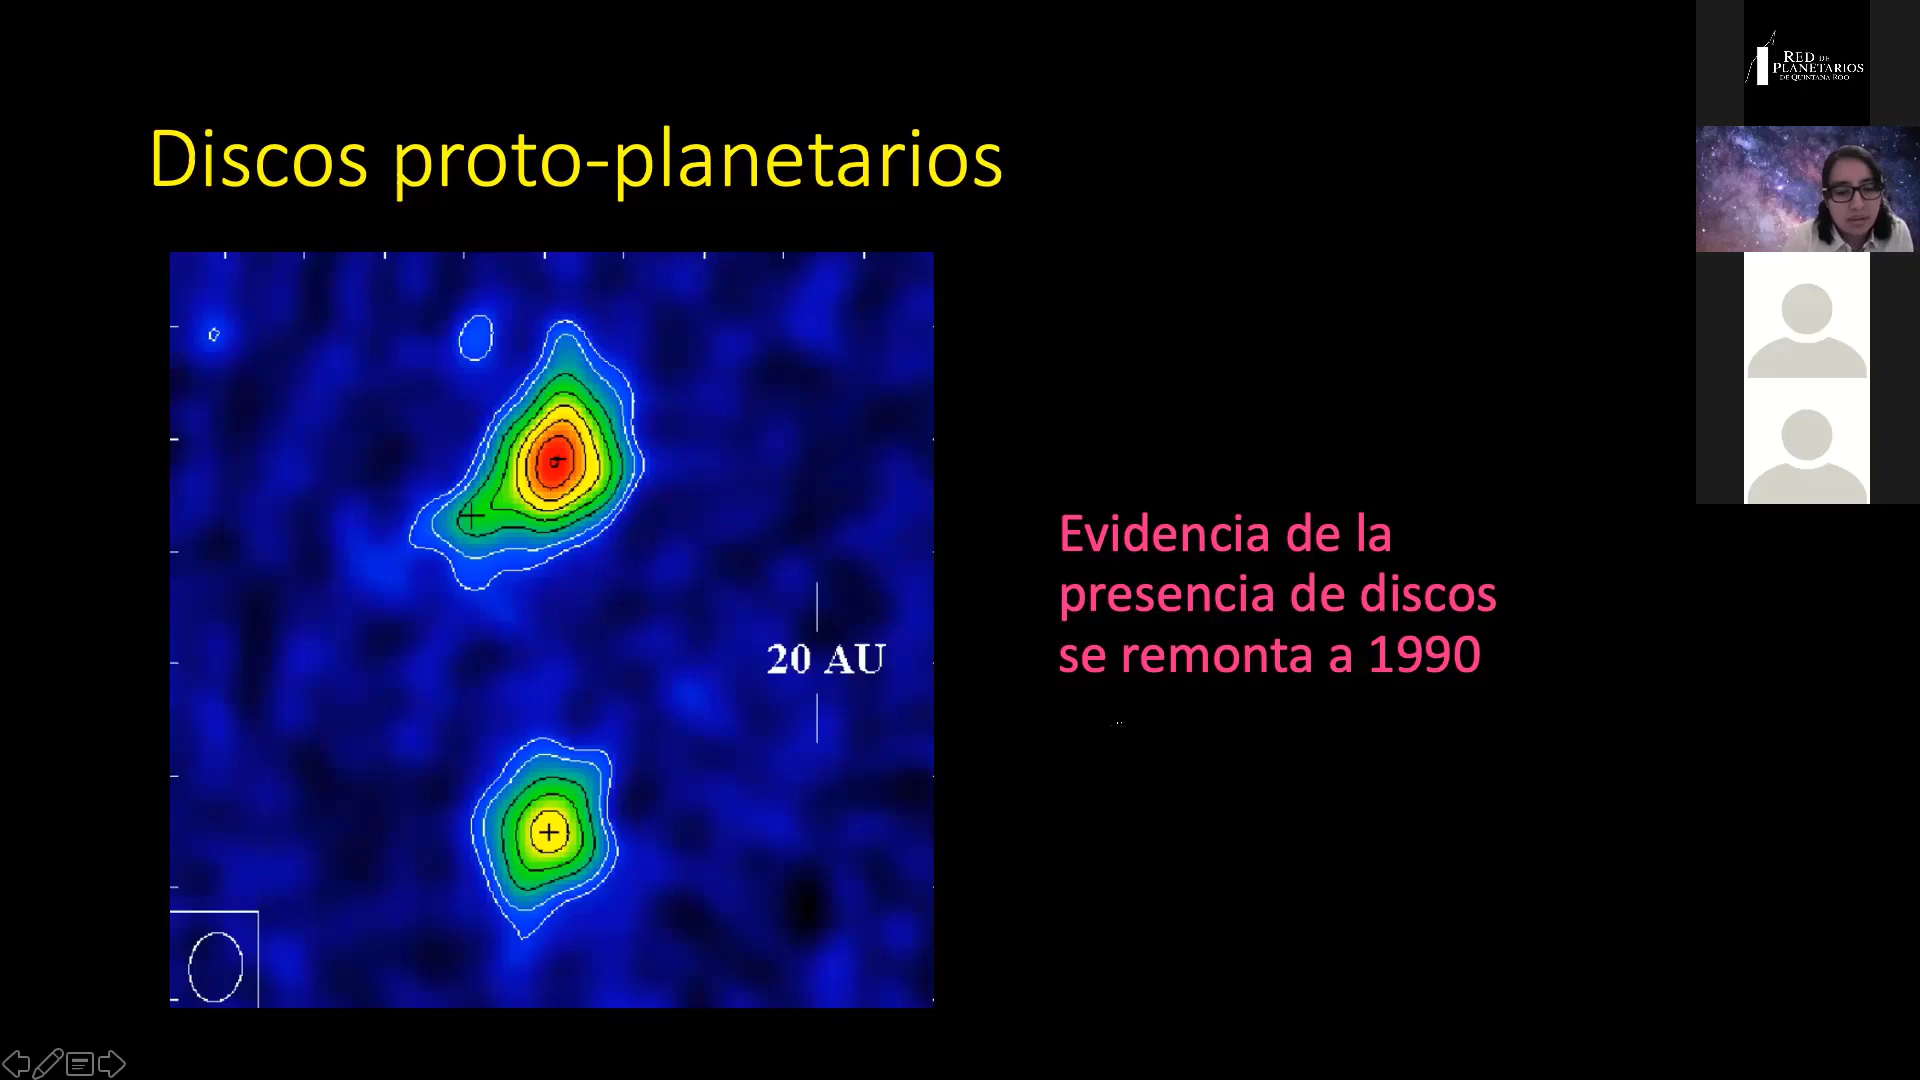 Discos proto-planetarios
20 AU
Evidencia de la
presencia de discos
se remonta a 1990
RED DE
PLANETARIOS
DE QUINTANA ROO